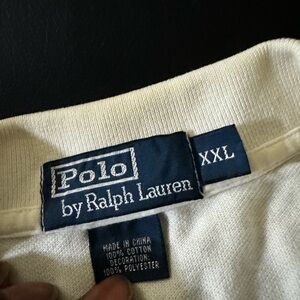 Polo
by Ralph Lauren
XXL
MADE IN CHINA
100% COTTON
DECORATION:
100% POLYESTER